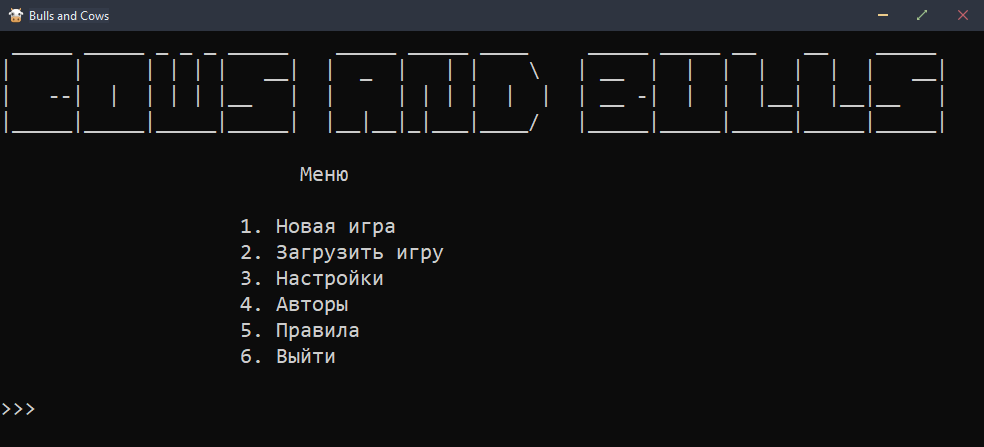 Bulls and Cows
COWS AND BULLS
Меню
1. Новая игра
2. Загрузить игру
3. Настройки
4. Авторы
5. Правила
6. Выйти
>>>